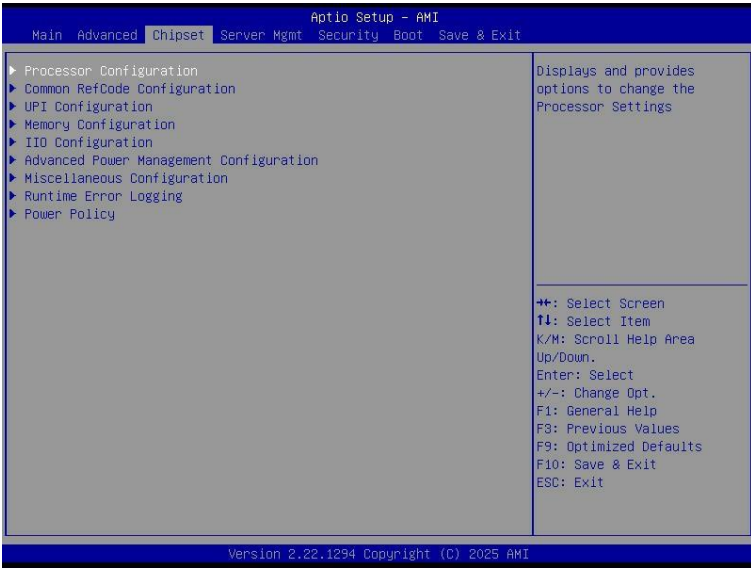 Aptio Setup - AMI
Main Advanced Chipset Server Mgmt Security Boot Save & Exit
Processor Configuration
Common RefCode Configuration
UPI Configuration
Memory Configuration
IIO Configuration
Advanced Power Management Configuration
Miscellaneous Configuration
Runtime Error Logging
Power Policy
Displays and provides
options to change the
Processor Settings
→←: Select Screen
↑↓: Select Item
K/M: Scroll Help Area
Up/Down.
Enter: Select
+/-: Change Opt.
F1: General Help
F3: Previous Values
F9: Optimized Defaults
F10: Save & Exit
ESC: Exit
Version 2.22.1294 Copyright (C) 2025 AMI